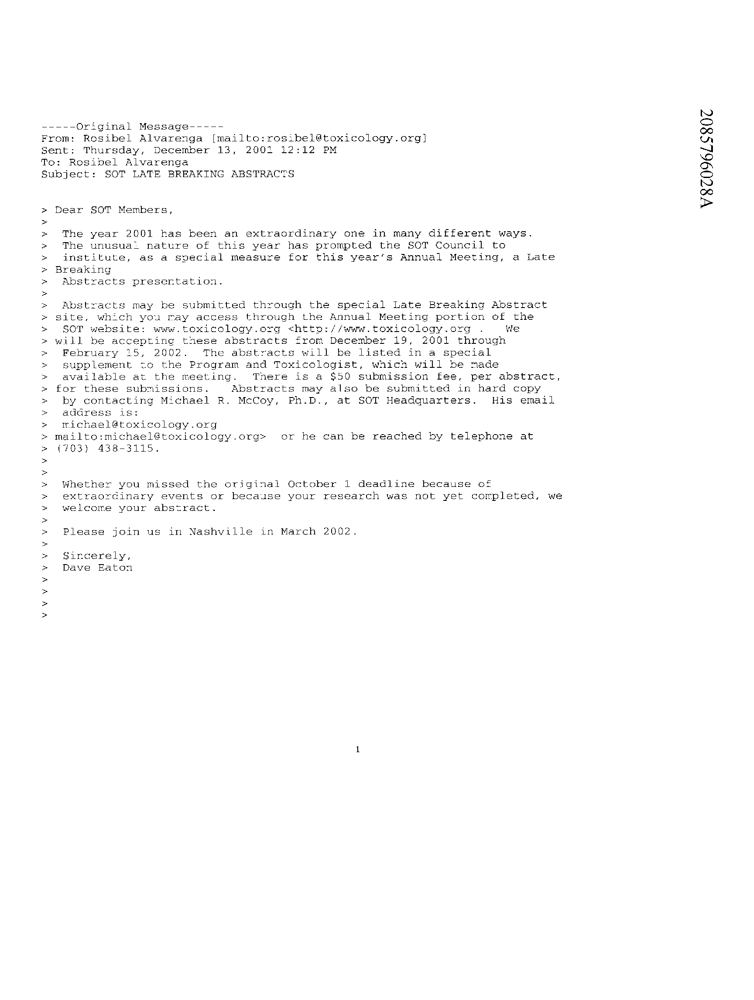 -----Original Message-----
From: Rosibel Alvarenga [mailto:rosibel@toxicology.org]
Sent: Thursday, December 13, 2001 12:12 PM
To: Rosibel Alvarenga
Subject: SOT LATE BREAKING ABSTRACTS
> Dear SOT Members,
>
>  The year 2001 has been an extraordinary one in many different ways.
>  The unusual nature of this year has prompted the SOT Council to
>  institute, as a special measure for this year's Annual Meeting, a Late
> Breaking
>  Abstracts presentation.
>
>  Abstracts may be submitted through the special Late Breaking Abstract
> site, which you may access through the Annual Meeting portion of the
>  SOT website: www.toxicology.org <http://www.toxicology.org .   We
> will be accepting these abstracts from December 19, 2001 through
>  February 15, 2002.  The abstracts will be listed in a special
>  supplement to the Program and Toxicologist, which will be made
>  available at the meeting.  There is a $50 submission fee, per abstract,
> for these submissions.   Abstracts may also be submitted in hard copy
>  by contacting Michael R. McCoy, Ph.D., at SOT Headquarters.  His email
>  address is:
>  michael@toxicology.org
> mailto:michael@toxicology.org>  or he can be reached by telephone at
> (703) 438-3115.
>
>
>  Whether you missed the original October 1 deadline because of
>  extraordinary events or because your research was not yet completed, we
>  welcome your abstract.
>
>  Please join us in Nashville in March 2002.
>
>  Sincerely,
>  Dave Eaton
>
>
>
>
1
2085796028A